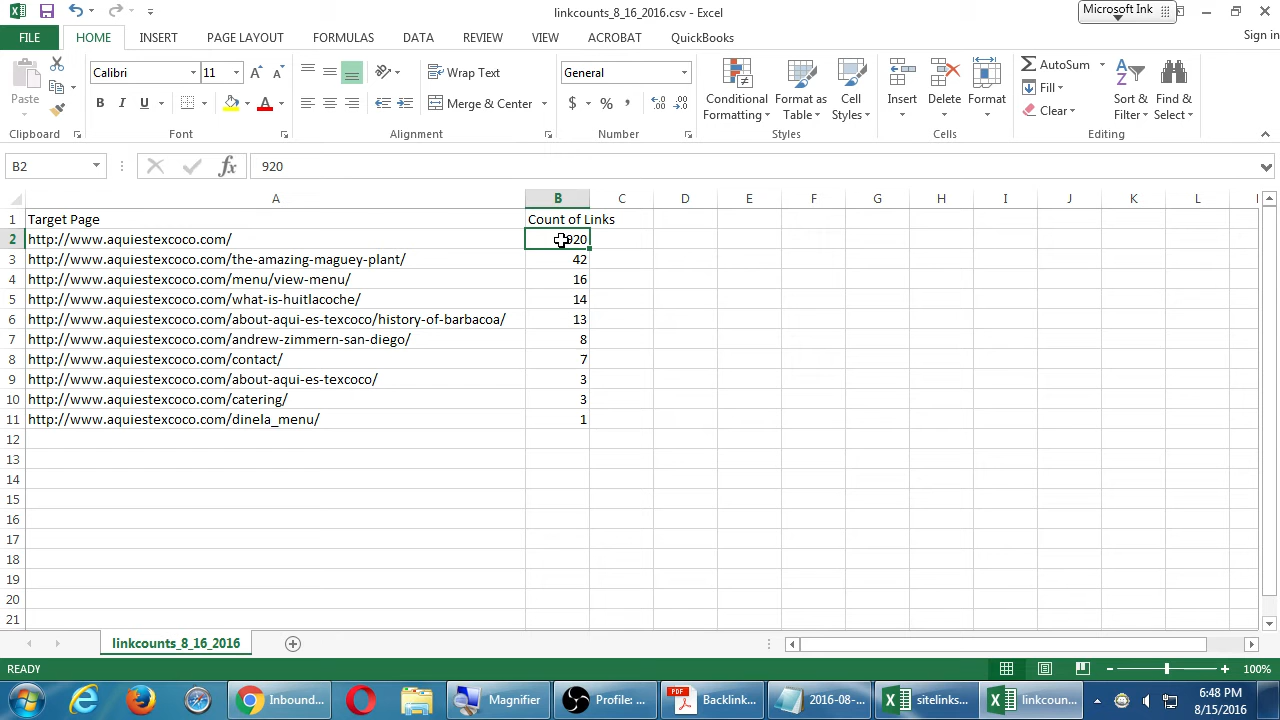 linkcounts_8_16_2016.csv - Excel
Microsoft Ink
FILE HOME INSERT PAGE LAYOUT FORMULAS DATA REVIEW VIEW ACROBAT QuickBooks Sign in
Paste
Calibri 11
B I U A
Wrap Text
Merge & Center
General
$ % ,
Conditional Formatting
Format as Table
Cell Styles
Insert
Delete
Format
AutoSum
Fill
Clear
Sort & Filter
Find & Select
Clipboard Font Alignment Number Styles Cells Editing
B2 fx 920
A B C D E F G H I J K L
1 Target Page Count of Links
2 http://www.aquiestexcoco.com/ 920
3 http://www.aquiestexcoco.com/the-amazing-maguey-plant/ 42
4 http://www.aquiestexcoco.com/menu/view-menu/ 16
5 http://www.aquiestexcoco.com/what-is-huitlacoche/ 14
6 http://www.aquiestexcoco.com/about-aqui-es-texcoco/history-of-barbacoa/ 13
7 http://www.aquiestexcoco.com/andrew-zimmern-san-diego/ 8
8 http://www.aquiestexcoco.com/contact/ 7
9 http://www.aquiestexcoco.com/about-aqui-es-texcoco/ 3
10 http://www.aquiestexcoco.com/catering/ 3
11 http://www.aquiestexcoco.com/dinela_menu/ 1
12
13
14
15
16
17
18
19
20
21
linkcounts_8_16_2016
READY 100%
Inbound... Magnifier Profile: ... Backlink... 2016-08-... sitelinks... linkcoun...
6:48 PM
8/15/2016